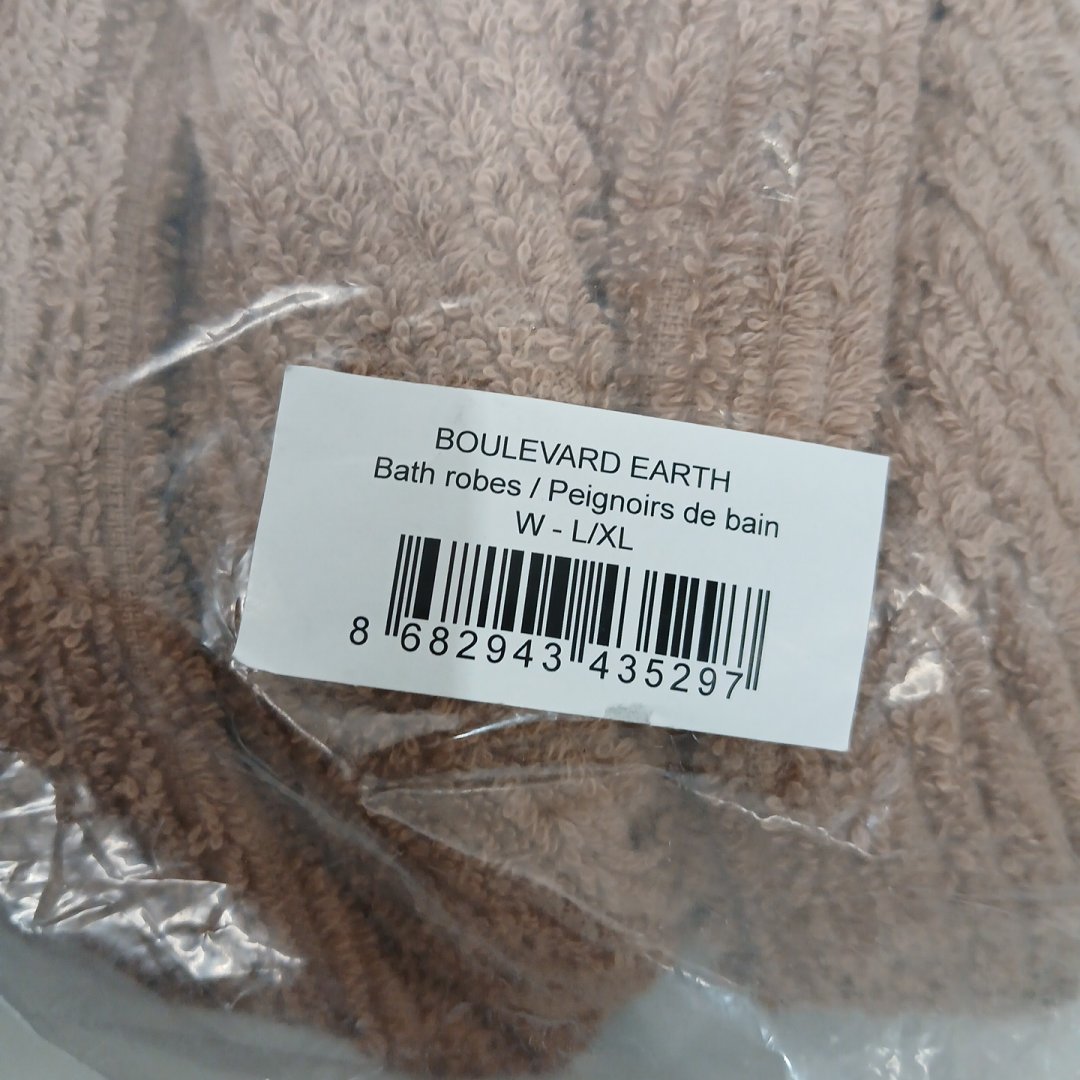 BOULEVARD EARTH
Bath robes / Peignoirs de bain
W - L/XL
8 682943 435297